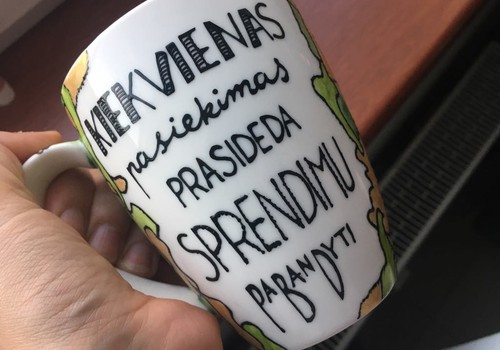 KIEKVIENAS
pasiekimas
PRASIDEDA
SPRENDIMU
PABANDYTI